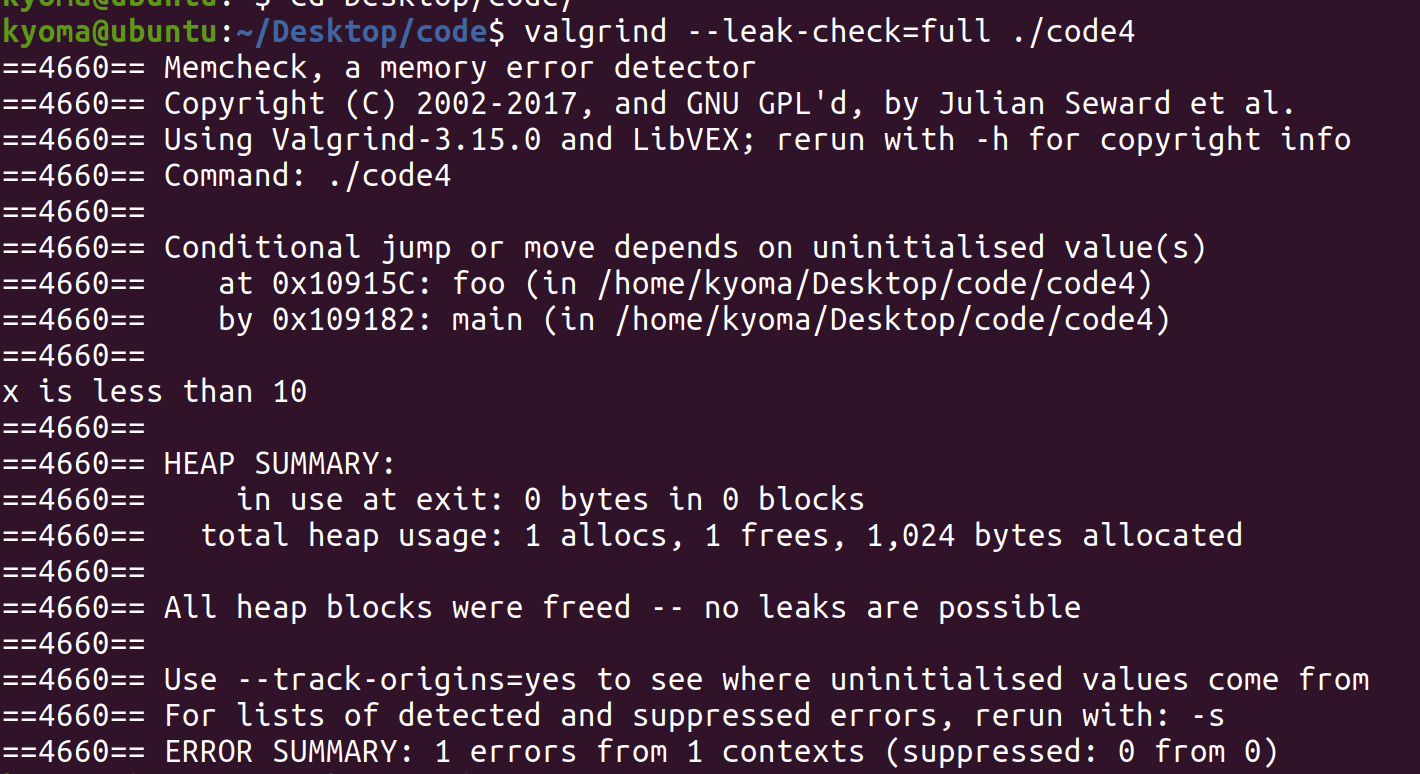 kyoma@ubuntu:~$ cd Desktop/code/
kyoma@ubuntu:~/Desktop/code$ valgrind --leak-check=full ./code4
==4660== Memcheck, a memory error detector
==4660== Copyright (C) 2002-2017, and GNU GPL'd, by Julian Seward et al.
==4660== Using Valgrind-3.15.0 and LibVEX; rerun with -h for copyright info
==4660== Command: ./code4
==4660==
==4660== Conditional jump or move depends on uninitialised value(s)
==4660==    at 0x10915C: foo (in /home/kyoma/Desktop/code/code4)
==4660==    by 0x109182: main (in /home/kyoma/Desktop/code/code4)
==4660==
x is less than 10
==4660==
==4660== HEAP SUMMARY:
==4660==     in use at exit: 0 bytes in 0 blocks
==4660==   total heap usage: 1 allocs, 1 frees, 1,024 bytes allocated
==4660==
==4660== All heap blocks were freed -- no leaks are possible
==4660==
==4660== Use --track-origins=yes to see where uninitialised values come from
==4660== For lists of detected and suppressed errors, rerun with: -s
==4660== ERROR SUMMARY: 1 errors from 1 contexts (suppressed: 0 from 0)